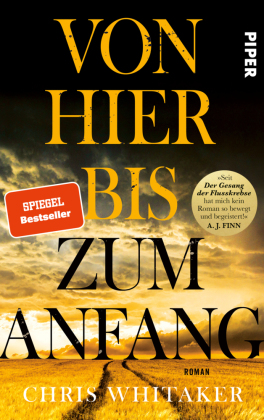 VON
HIER
BIS
ZUM
ANFANG
PIPER
SPIEGEL
Bestseller
»Seit
Der Gesang
der Flusskrebse
hat mich kein
Roman so bewegt
und begeistert!«
A. J. FINN
ROMAN
CHRIS WHITAKER